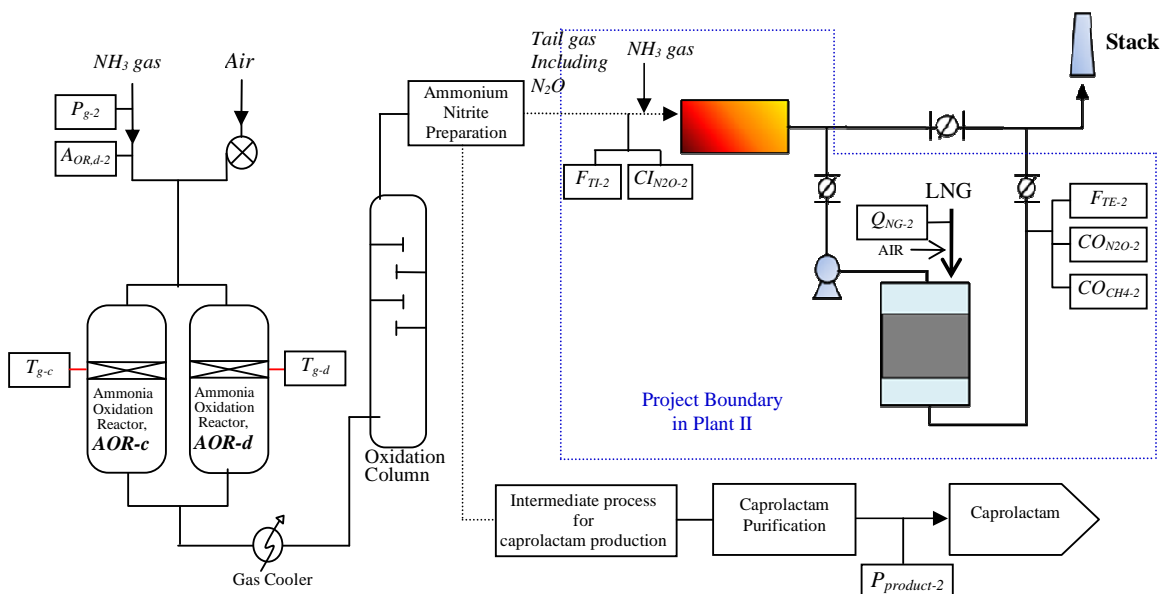 Tail gas
Including
N2O
NH3 gas
Stack
NH3 gas
Air
Pg-2
AOR,d-2
Ammonium
Nitrite
Preparation
FTI-2
CIN2O-2
LNG
QNG-2
AIR
FTE-2
CON2O-2
COCH4-2
Tg-c
Ammonia
Oxidation
Reactor,
AOR-c
Ammonia
Oxidation
Reactor,
AOR-d
Tg-d
Project Boundary
in Plant II
Oxidation
Column
Gas Cooler
Intermediate process
for
caprolactam production
Caprolactam
Purification
Caprolactam
Pproduct-2